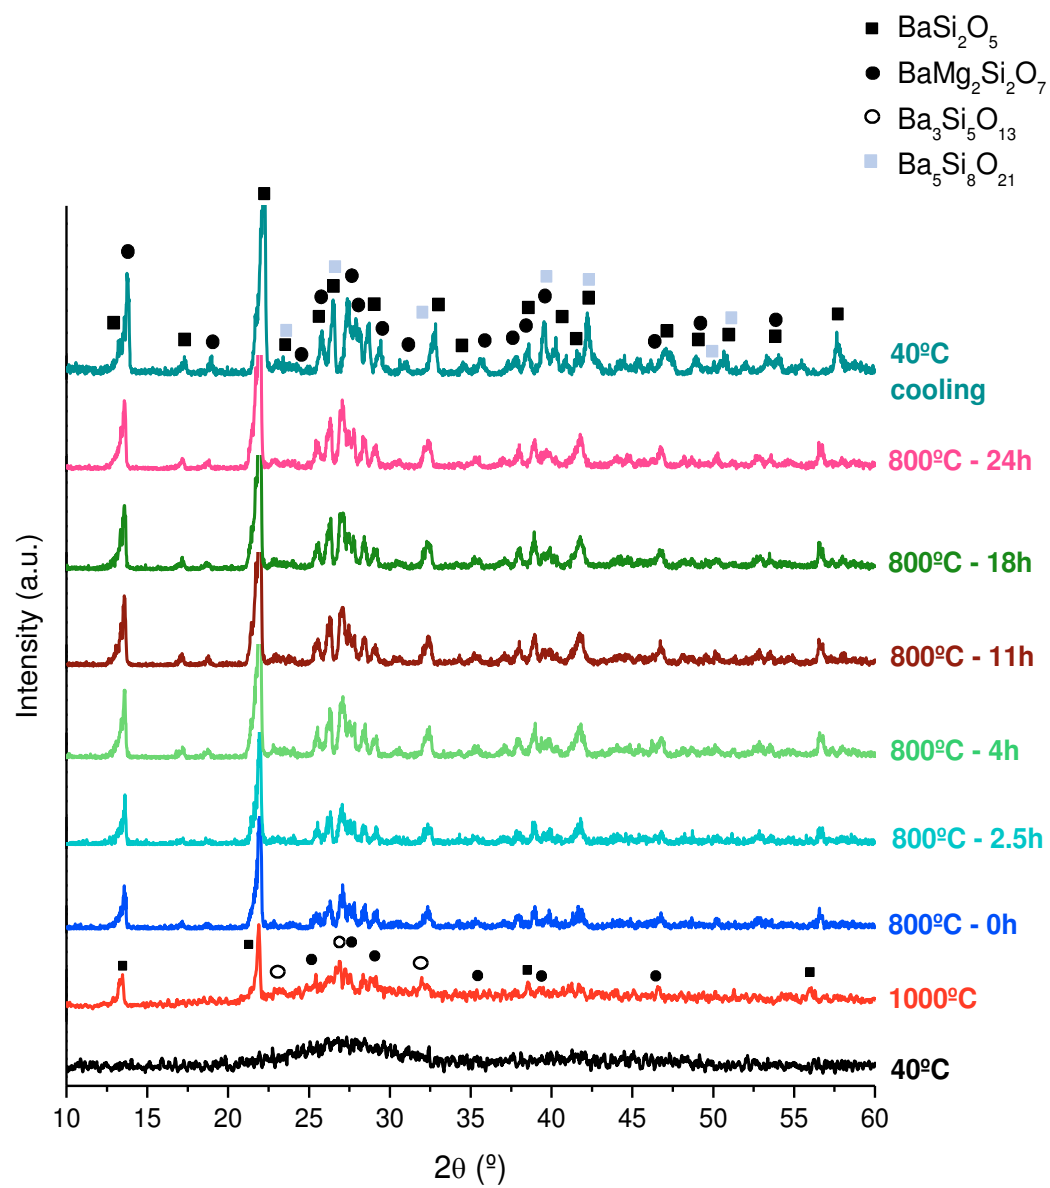 ■ BaSi₂O₅
● BaMg₂Si₂O₇
○ Ba₃Si₅O₁₃
■ Ba₅Si₈O₂₁
40ºC
cooling
800ºC - 24h
800ºC - 18h
800ºC - 11h
800ºC - 4h
800ºC - 2.5h
800ºC - 0h
1000ºC
40ºC
Intensity (a.u.)
10 15 20 25 30 35 40 45 50 55 60
2θ (º)